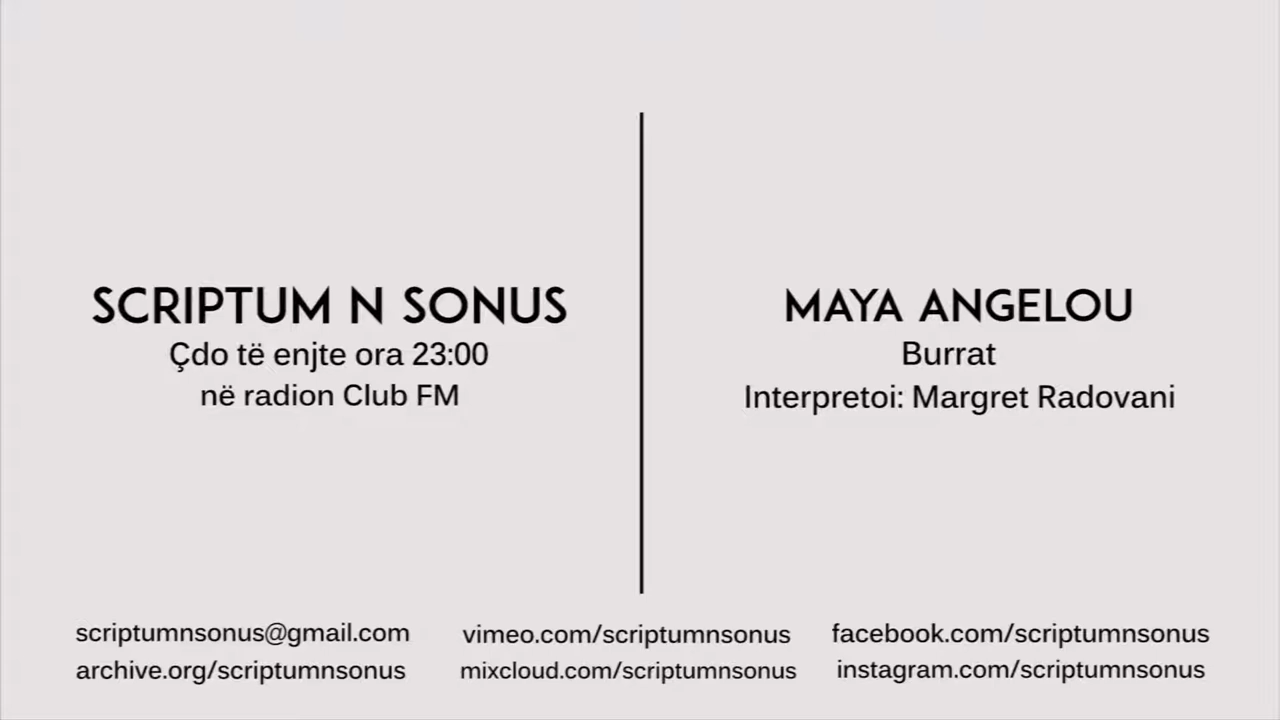 SCRIPTUM N SONUS
Çdo të enjte ora 23:00
në radion Club FM
MAYA ANGELOU
Burrat
Interpretoi: Margret Radovani
scriptumnsonus@gmail.com
archive.org/scriptumnsonus
vimeo.com/scriptumnsonus
mixcloud.com/scriptumnsonus
facebook.com/scriptumnsonus
instagram.com/scriptumnsonus